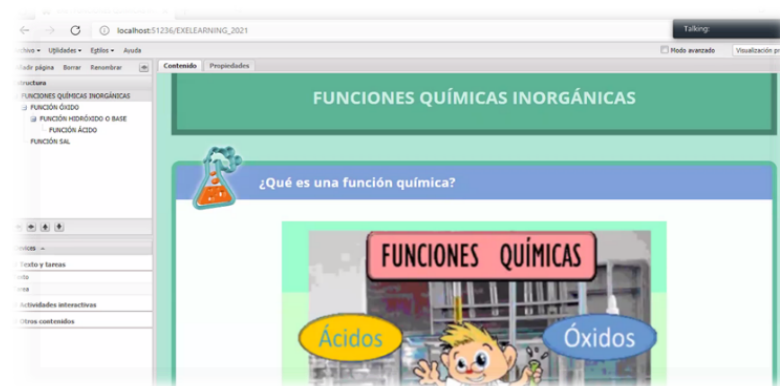 localhost:51236/EXELEARNING_2021
Talking:
Utilidades Estilos Ayuda
Modo avanzado Visualización
página Borrar Renombrar
Contenido Propiedades
FUNCIONES QUÍMICAS INORGÁNICAS
FUNCIÓN ÓXIDO
FUNCIÓN HIDRÓXIDO O BASE
FUNCIÓN ÁCIDO
FUNCIÓN SAL
Texto y tareas
Actividades interactivas
Otros contenidos
FUNCIONES QUÍMICAS INORGÁNICAS
¿Qué es una función química?
FUNCIONES QUÍMICAS
Ácidos
Óxidos